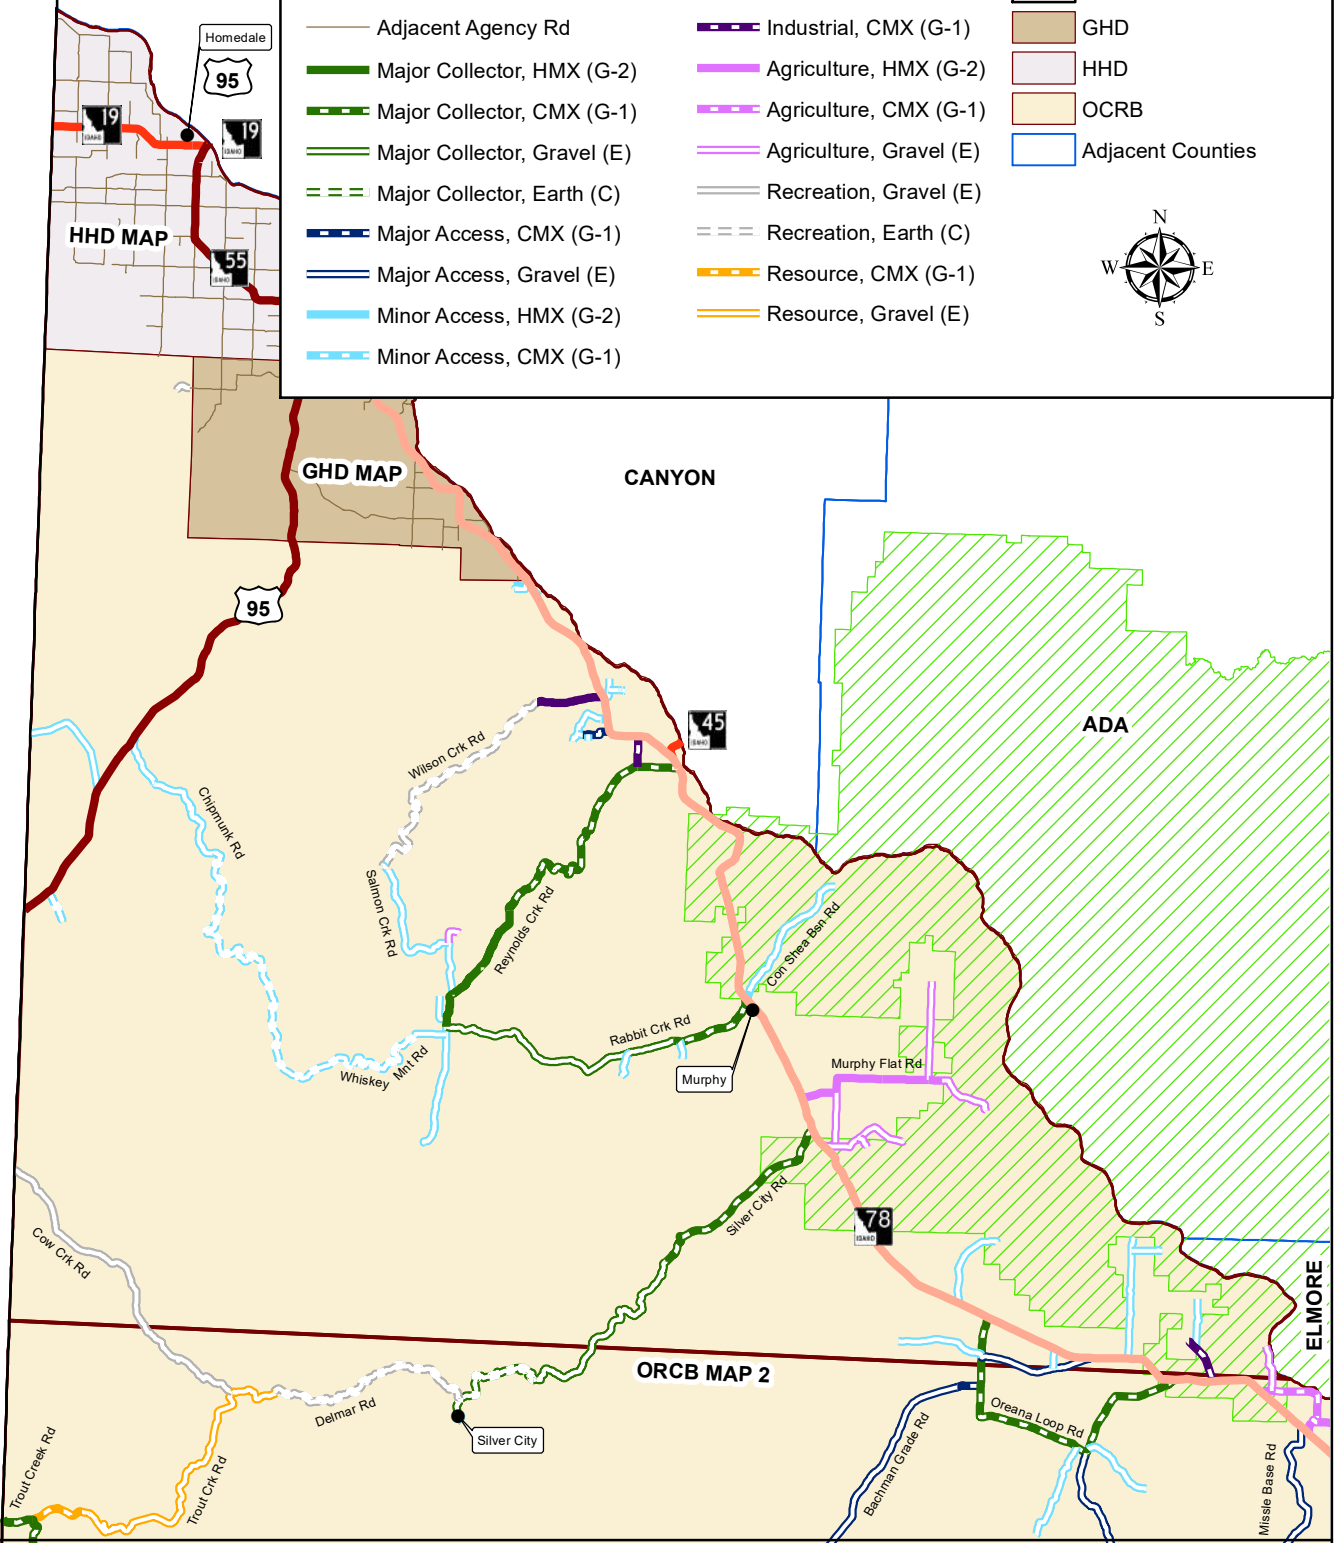 Homedale
95
19
IDAHO
19
IDAHO
HHD MAP
55
IDAHO
Adjacent Agency Rd
Major Collector, HMX (G-2)
Major Collector, CMX (G-1)
Major Collector, Gravel (E)
Major Collector, Earth (C)
Major Access, CMX (G-1)
Major Access, Gravel (E)
Minor Access, HMX (G-2)
Minor Access, CMX (G-1)
Industrial, CMX (G-1)
Agriculture, HMX (G-2)
Agriculture, CMX (G-1)
Agriculture, Gravel (E)
Recreation, Gravel (E)
Recreation, Earth (C)
Resource, CMX (G-1)
Resource, Gravel (E)
GHD
HHD
OCRB
Adjacent Counties
N
W
E
S
GHD MAP
CANYON
95
ADA
45
IDAHO
Wilson Crk Rd
Chipmunk Rd
Salmon Crk Rd
Reynolds Crk Rd
Con Shea Bsn Rd
Rabbit Crk Rd
Whiskey Mnt Rd
Murphy
Murphy Flat Rd
Silver City Rd
78
IDAHO
Cow Crk Rd
ELMORE
ORCB MAP 2
Delmar Rd
Silver City
Oreana Loop Rd
Bachman Grade Rd
Missle Base Rd
Trout Creek Rd
Trout Crk Rd